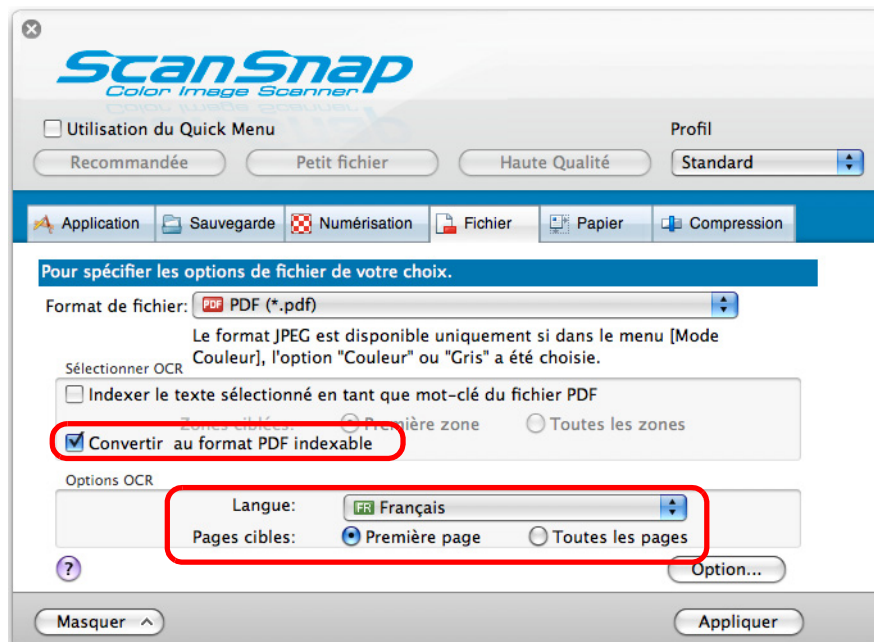 ScanSnap
Color Image Scanner
Utilisation du Quick Menu
Profil
Recommandée Petit fichier Haute Qualité Standard
Application Sauvegarde Numérisation Fichier Papier Compression
Pour spécifier les options de fichier de votre choix.
Format de fichier: PDF PDF (*.pdf)
Le format JPEG est disponible uniquement si dans le menu [Mode
Couleur], l'option "Couleur" ou "Gris" a été choisie.
Sélectionner OCR
Indexer le texte sélectionné en tant que mot-clé du fichier PDF
Zones ciblées: Première zone Toutes les zones
Convertir au format PDF indexable
Options OCR
Langue: FR Français
Pages cibles: Première page Toutes les pages
? Option...
Masquer Appliquer